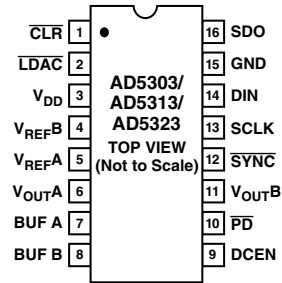 CLR 1
LDAC 2
VDD 3
VREFB 4
VREFA 5
VOUTA 6
BUF A 7
BUF B 8
AD5303/
AD5313/
AD5323
TOP VIEW
(Not to Scale)
16 SDO
15 GND
14 DIN
13 SCLK
12 SYNC
11 VOUTB
10 PD
9 DCEN